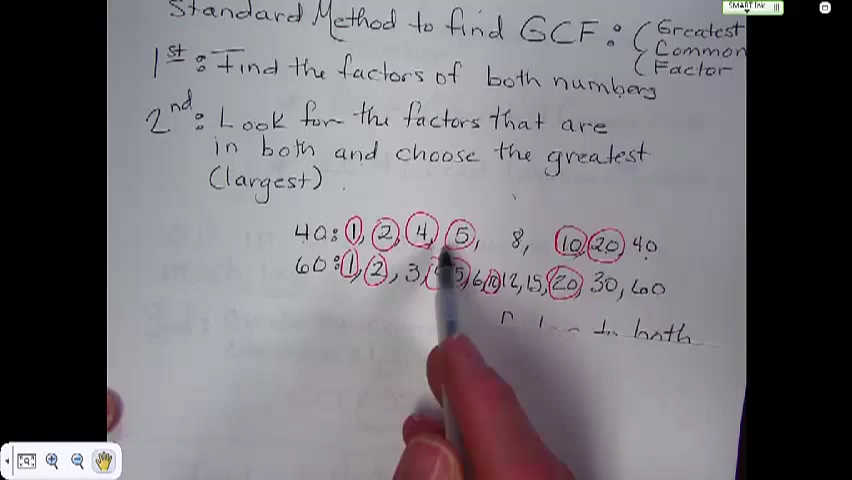 SMART Ink
Standard Method to find GCF: (Greatest
(Common
(Factor
1st: Find the factors of both numbers
2nd: Look for the factors that are
in both and choose the greatest
(largest).
40: 1, 2, 4, 5, 8, 10, 20, 40
60: 1, 2, 3, 4, 5, 6, 10, 12, 15, 20, 30, 60
to both